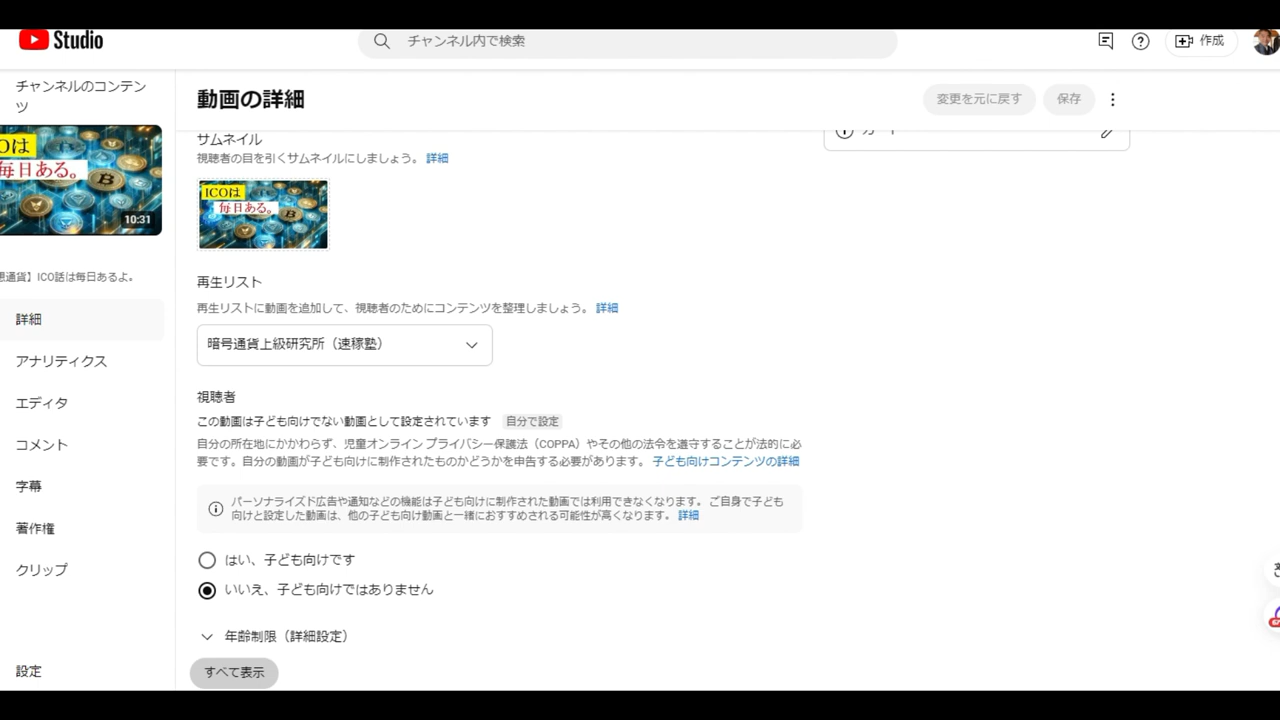 Studio
チャンネル内で検索
作成
チャンネルのコンテン
ツ
動画の詳細
変更を元に戻す
保存
サムネイル
視聴者の目を引くサムネイルにしましょう。 詳細
ICOは
毎日ある。
10:31
ICOは
毎日ある。
再生リスト
想通貨】ICO話は毎日あるよ。
再生リストに動画を追加して、視聴者のためにコンテンツを整理しましょう。 詳細
詳細
暗号通貨上級研究所（速稼塾）
アナリティクス
視聴者
エディタ
この動画は子ども向けでない動画として設定されています 自分で設定
コメント
自分の所在地にかかわらず、児童オンライン プライバシー保護法（COPPA）やその他の法令を遵守することが法的に必
要です。自分の動画が子ども向けに制作されたものかどうかを申告する必要があります。 子ども向けコンテンツの詳細
字幕
パーソナライズド広告や通知などの機能は子ども向けに制作された動画では利用できなくなります。ご自身で子ども
向けと設定した動画は、他の子ども向け動画と一緒におすすめされる可能性が高くなります。 詳細
著作権
はい、子ども向けです
クリップ
いいえ、子ども向けではありません
年齢制限（詳細設定）
設定
すべて表示